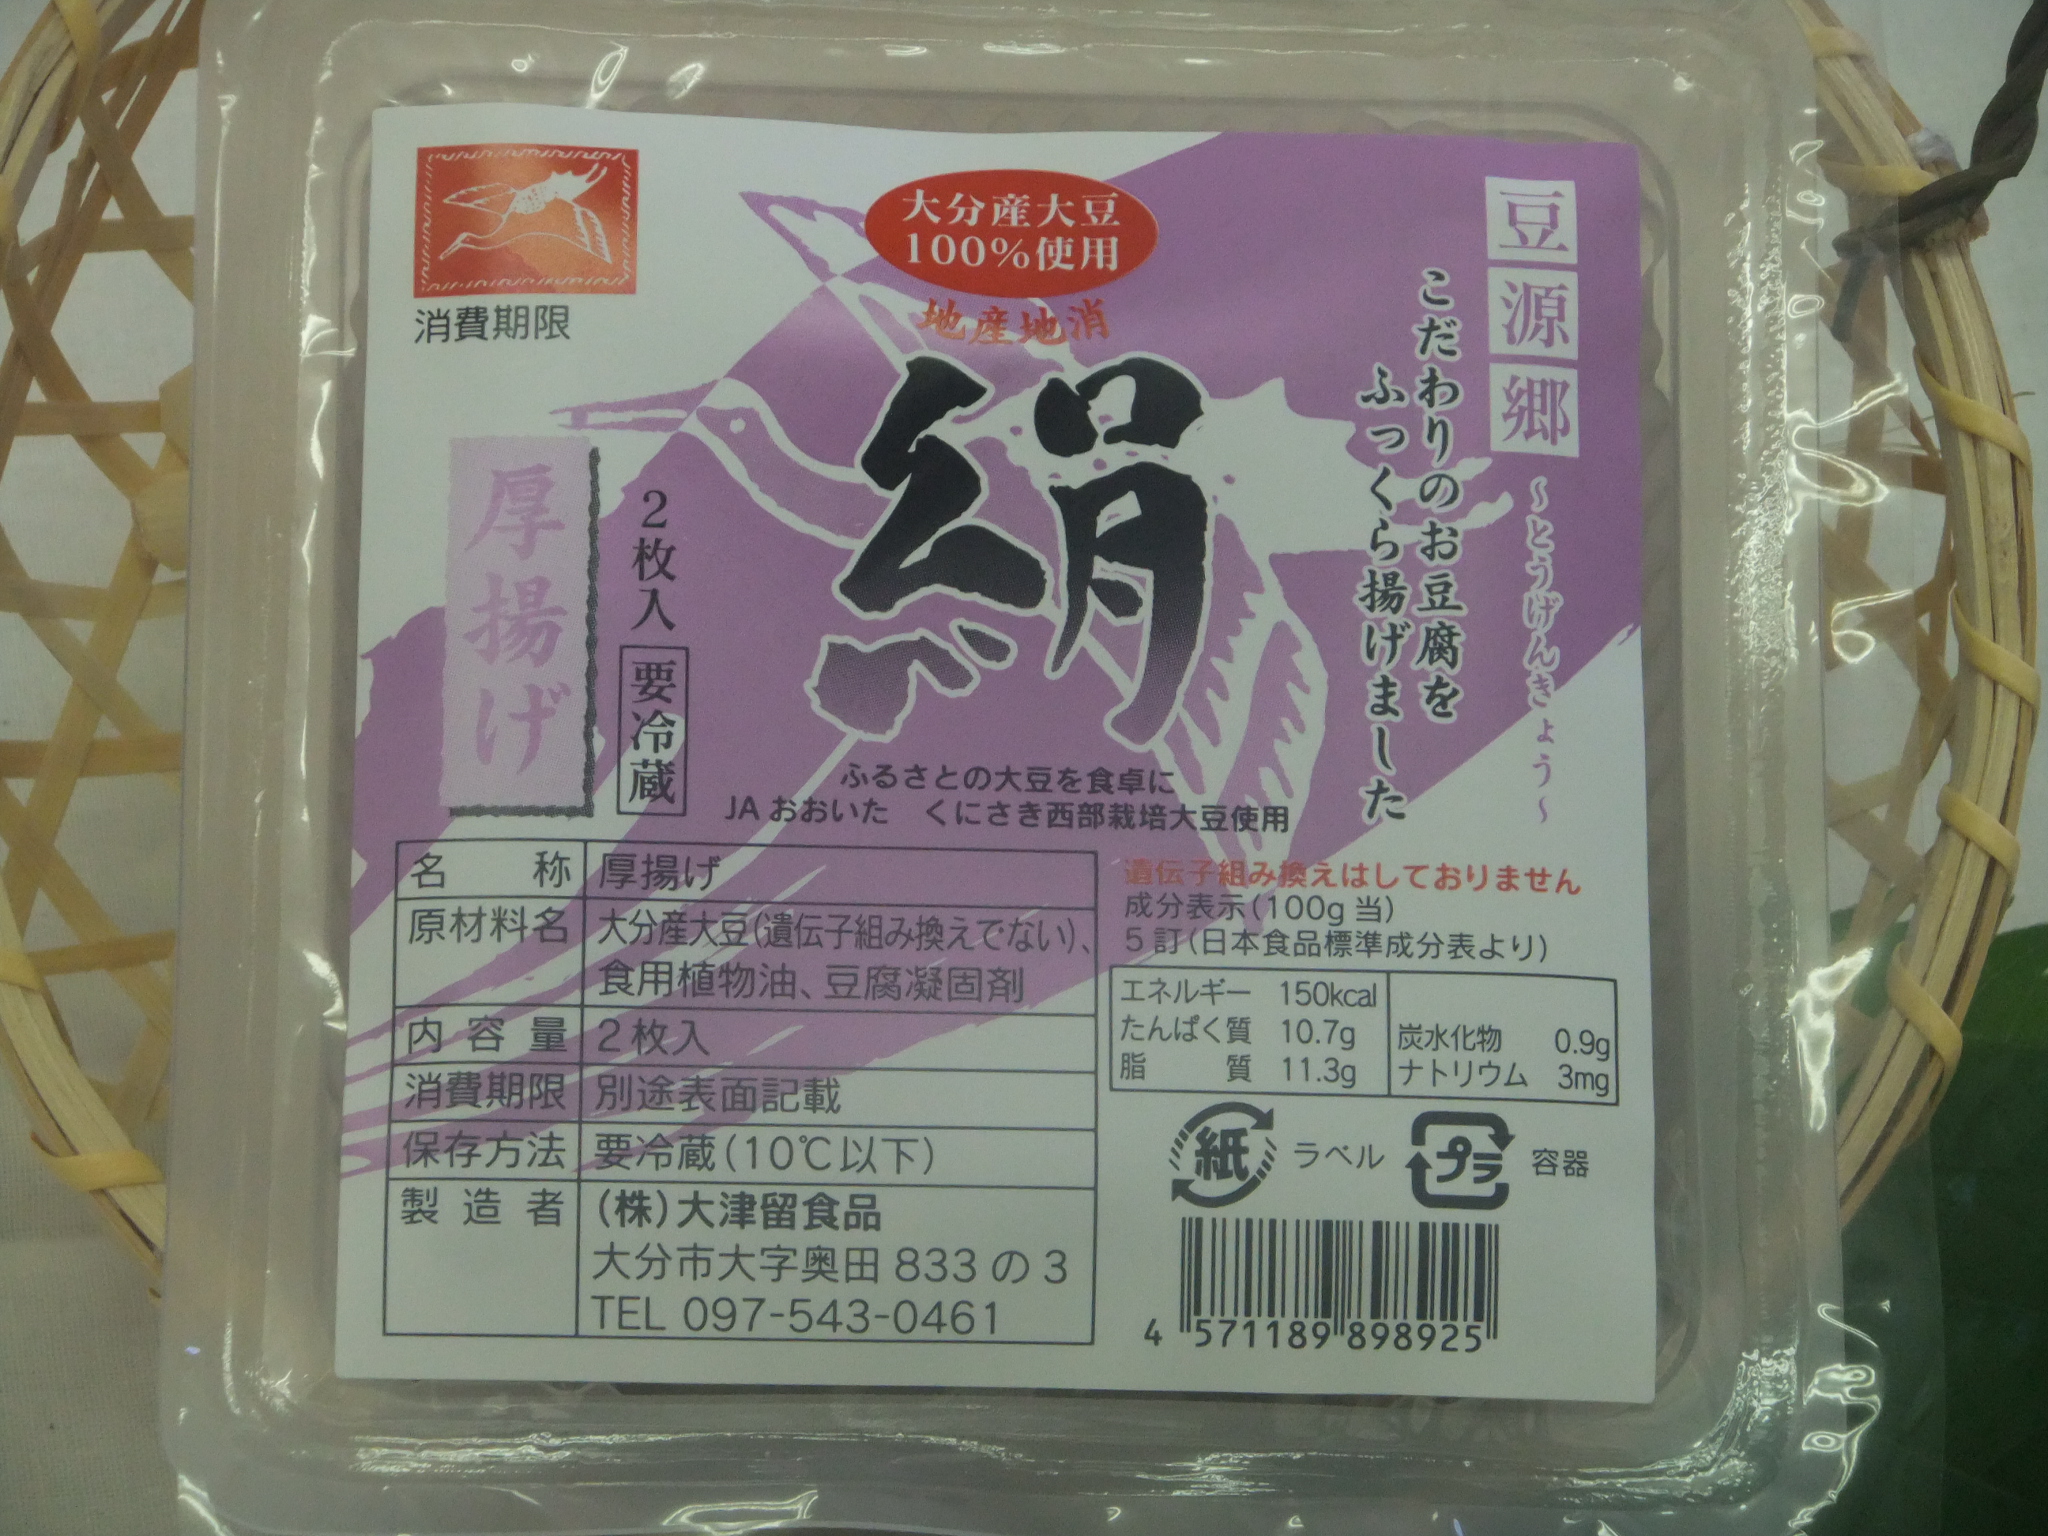 消費期限
大分産大豆
100%使用
地産地消
絹
豆源郷
～とうげんきょう～
こだわりのお豆腐を
ふっくら揚げました
厚揚げ
2枚入
要冷蔵
ふるさとの大豆を食卓に
JAおおいた くにさき西部栽培大豆使用
名称 厚揚げ
原材料名 大分産大豆(遺伝子組み換えでない)、
食用植物油、豆腐凝固剤
内容量 2枚入
消費期限 別途表面記載
保存方法 要冷蔵(10℃以下)
製造者 (株)大津留食品
大分市大字奥田833の3
TEL 097-543-0461
遺伝子組み換えはしておりません
成分表示(100g当)
5訂(日本食品標準成分表より)
エネルギー 150kcal
たんぱく質 10.7g
脂質 11.3g
炭水化物 0.9g
ナトリウム 3mg
紙 ラベル
プラ 容器
4 571189 898925